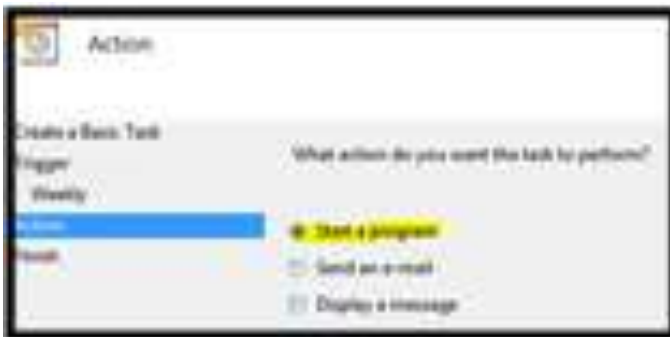 Action
Create a Basic Task
Trigger
Weekly
Action
Finish
What action do you want the task to perform?
Start a program
Send an e-mail
Display a message